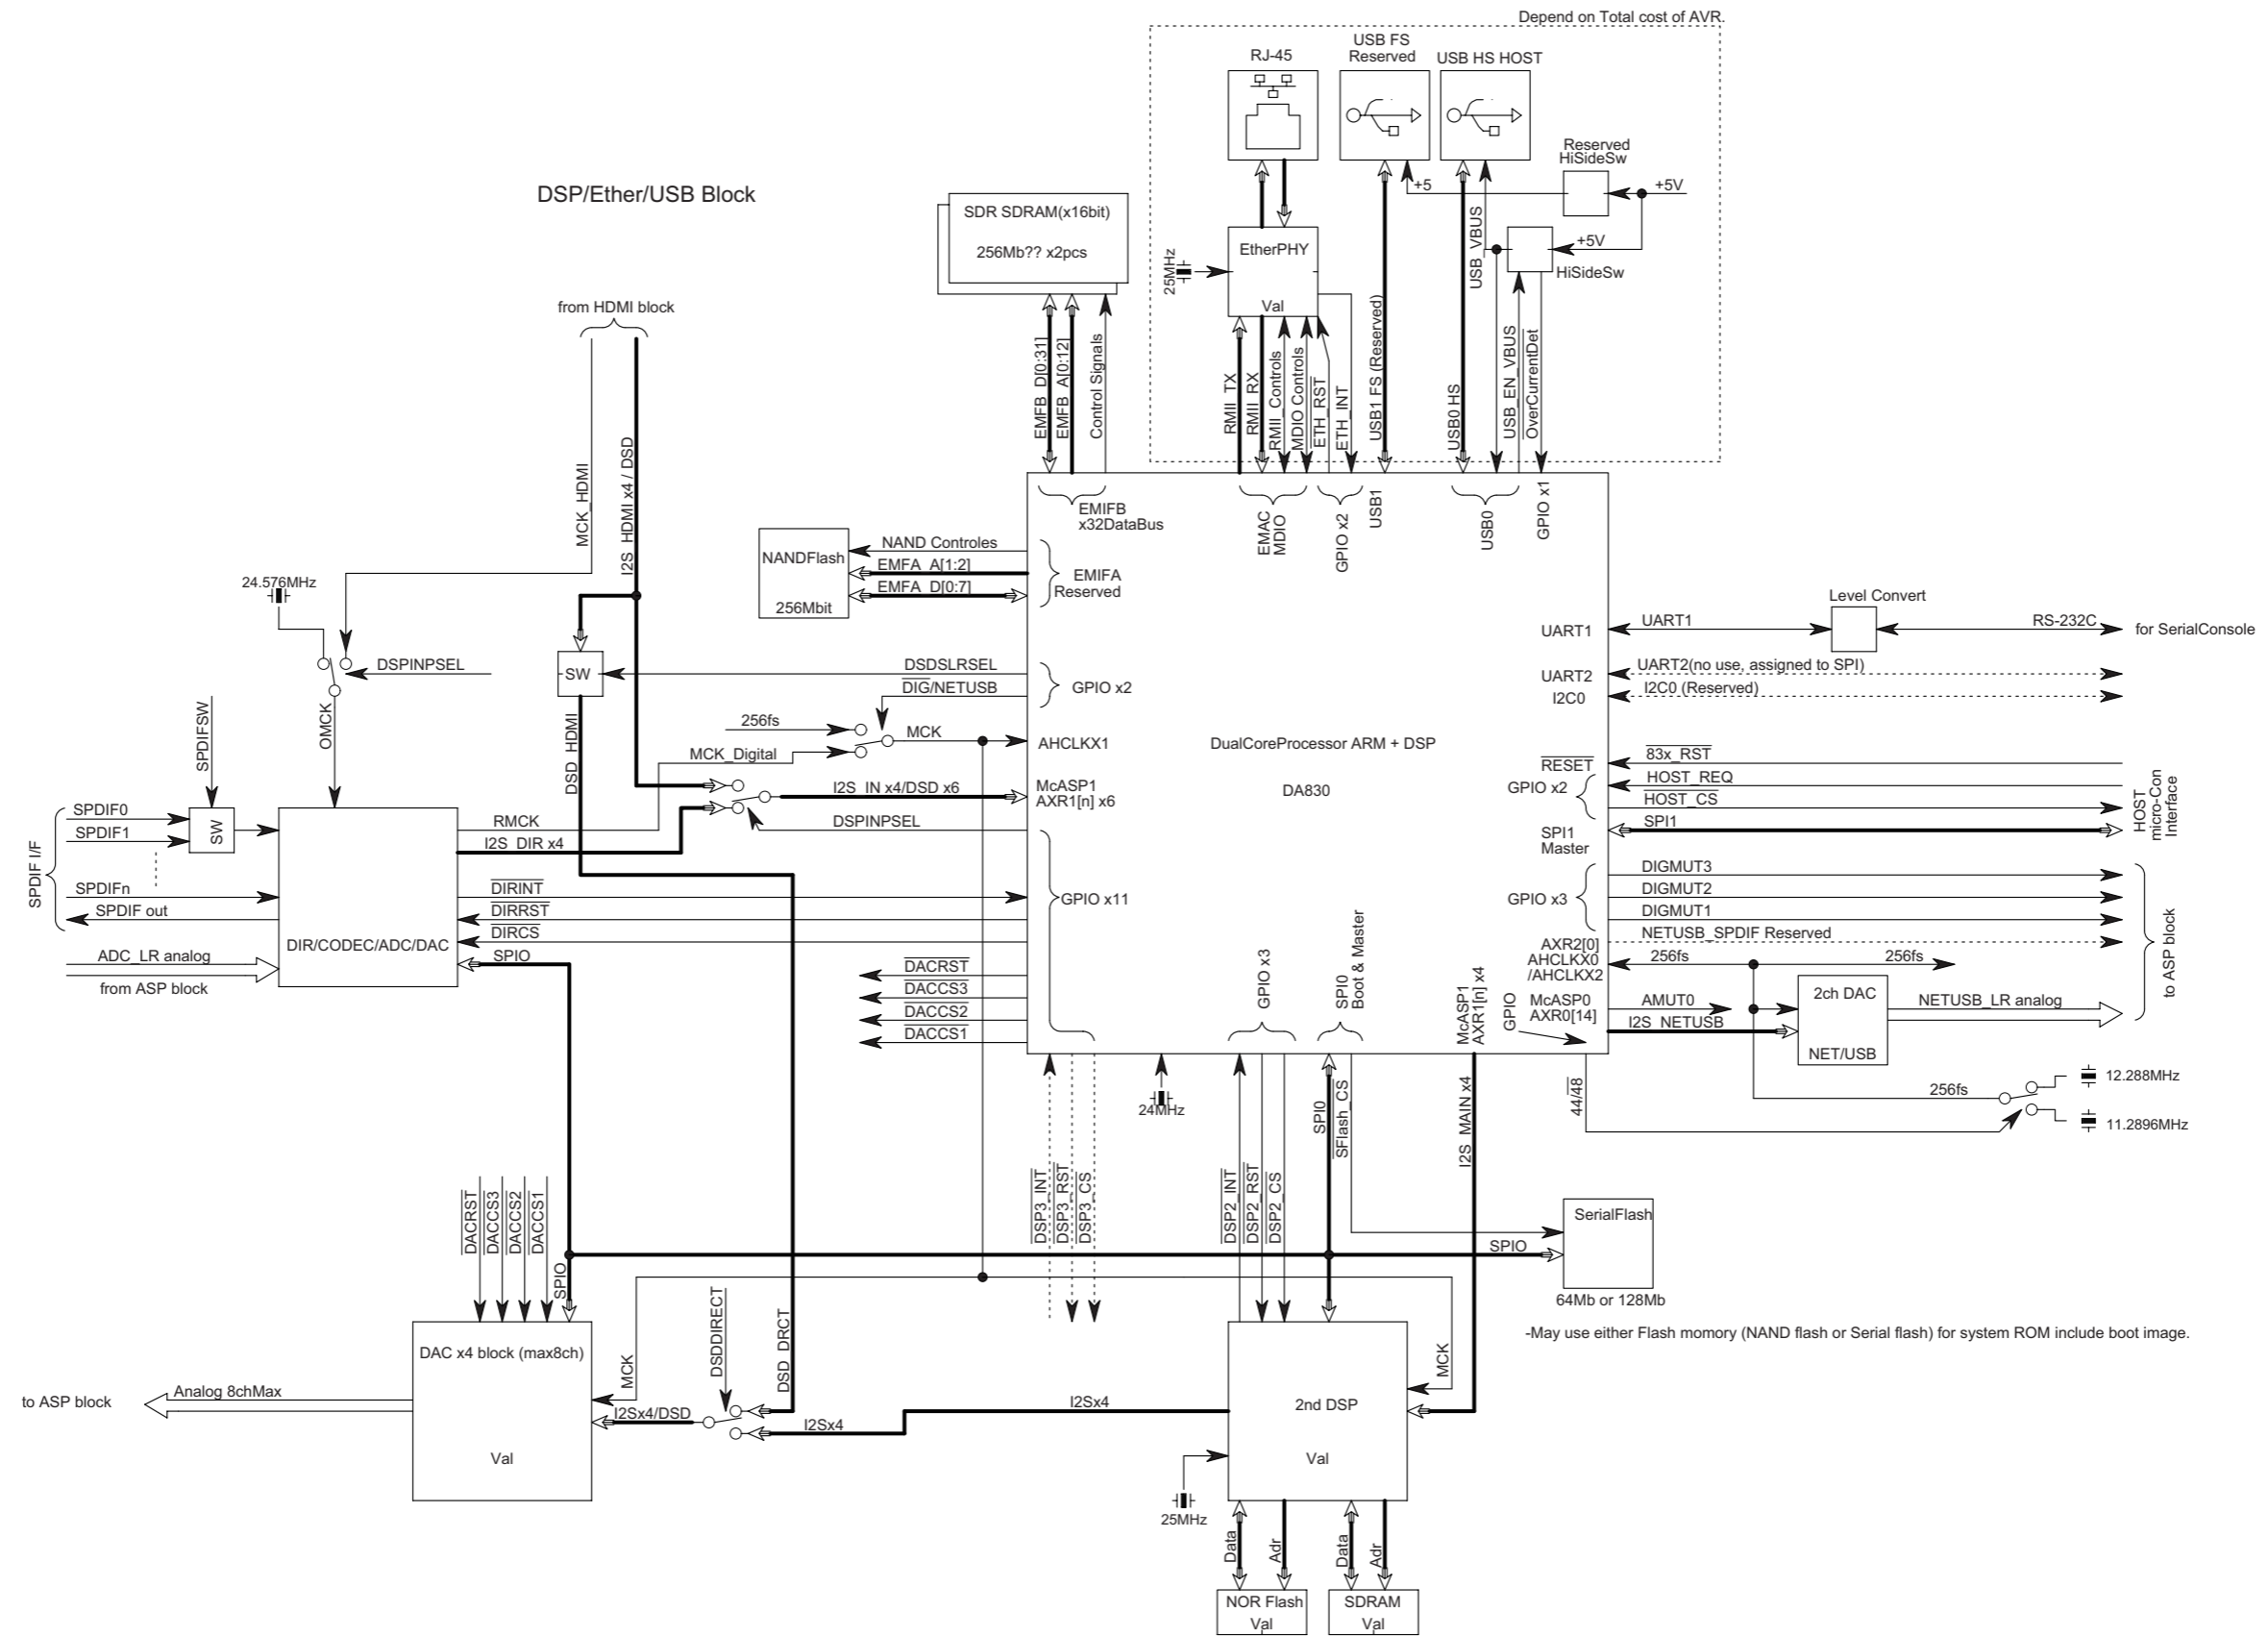 Depend on Total cost of AVR.
RJ-45
USB FS
Reserved
USB HS HOST
DSP/Ether/USB Block
Reserved
HiSideSw
+5
+5V
SDR SDRAM(x16bit)
256Mb?? x2pcs
EtherPHY
Val
25MHz
USB_VBUS
+5V
HiSideSw
from HDMI block
MCK_HDMI
I2S_HDMI x4 / DSD
EMFB_D[0:31]
EMFB_A[0:12]
Control Signals
RMII_TX
RMII_RX
RMII_Controls
MDIO Controls
ETH_RST
ETH_INT
USB1 FS (Reserved)
USB0 HS
USB_EN_VBUS
OverCurrentDet
EMIFB
x32DataBus
EMAC
MDIO
GPIO x2
USB1
USB0
GPIO x1
NANDFlash
256Mbit
NAND Controles
EMFA_A[1:2]
EMFA_D[0:7]
EMIFA
Reserved
24.576MHz
DSPINPSEL
SW
DSDSLRSEL
DIG/NETUSB
GPIO x2
256fs
MCK
AHCLKX1
MCK_Digital
OMCK
SPDIFSW
DSD_HDMI
DualCoreProcessor ARM + DSP
DA830
McASP1
AXR1[n] x6
I2S_IN x4/DSD x6
DSPINPSEL
UART1
UART1
Level Convert
RS-232C
for SerialConsole
UART2
UART2(no use, assigned to SPI)
I2C0
I2C0 (Reserved)
RESET
83x_RST
GPIO x2
HOST_REQ
HOST_CS
SPI1
Master
SPI1
HOST
micro-Con
Interface
SPDIF I/F
SPDIF0
SPDIF1
SW
SPDIFn
SPDIF out
ADC_LR analog
from ASP block
DIR/CODEC/ADC/DAC
RMCK
I2S_DIR x4
DIRINT
DIRRST
DIRCS
SPIO
GPIO x11
DACRST
DACCS3
DACCS2
DACCS1
GPIO x3
DIGMUT3
DIGMUT2
DIGMUT1
AXR2[0]
NETUSB_SPDIF Reserved
AHCLKX0
/AHCLKX2
256fs
256fs
to ASP block
McASP0
AXR0[14]
AMUT0
I2S_NETUSB
2ch DAC
NET/USB
NETUSB_LR analog
GPIO x3
SPI0
Boot & Master
McASP1
AXR1[n] x4
GPIO
24MHz
44/48
256fs
12.288MHz
11.2896MHz
DSP3_INT
DSP3_RST
DSP3_CS
DSP2_INT
DSP2_RST
DSP2_CS
SPI0
SFlash_CS
I2S_MAIN x4
DACRST
DACCS3
DACCS2
DACCS1
SPIO
SPIO
SerialFlash
64Mb or 128Mb
-May use either Flash momory (NAND flash or Serial flash) for system ROM include boot image.
DAC x4 block (max8ch)
Val
MCK
DSDDIRECT
DSD_DRCT
to ASP block
Analog 8chMax
I2Sx4/DSD
I2Sx4
I2Sx4
2nd DSP
Val
MCK
25MHz
Data
Adr
Data
Adr
NOR Flash
Val
SDRAM
Val